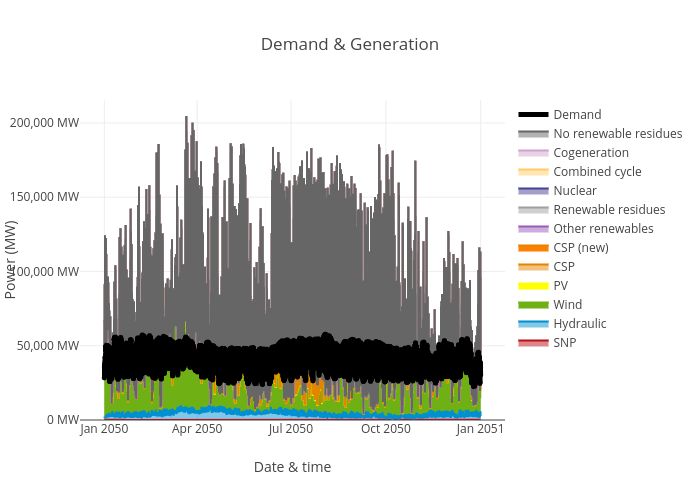 Demand & Generation
200,000 MW
150,000 MW
100,000 MW
50,000 MW
0 MW
Power (MW)
Jan 2050
Apr 2050
Jul 2050
Oct 2050
Jan 2051
Date & time
Demand
No renewable residues
Cogeneration
Combined cycle
Nuclear
Renewable residues
Other renewables
CSP (new)
CSP
PV
Wind
Hydraulic
SNP